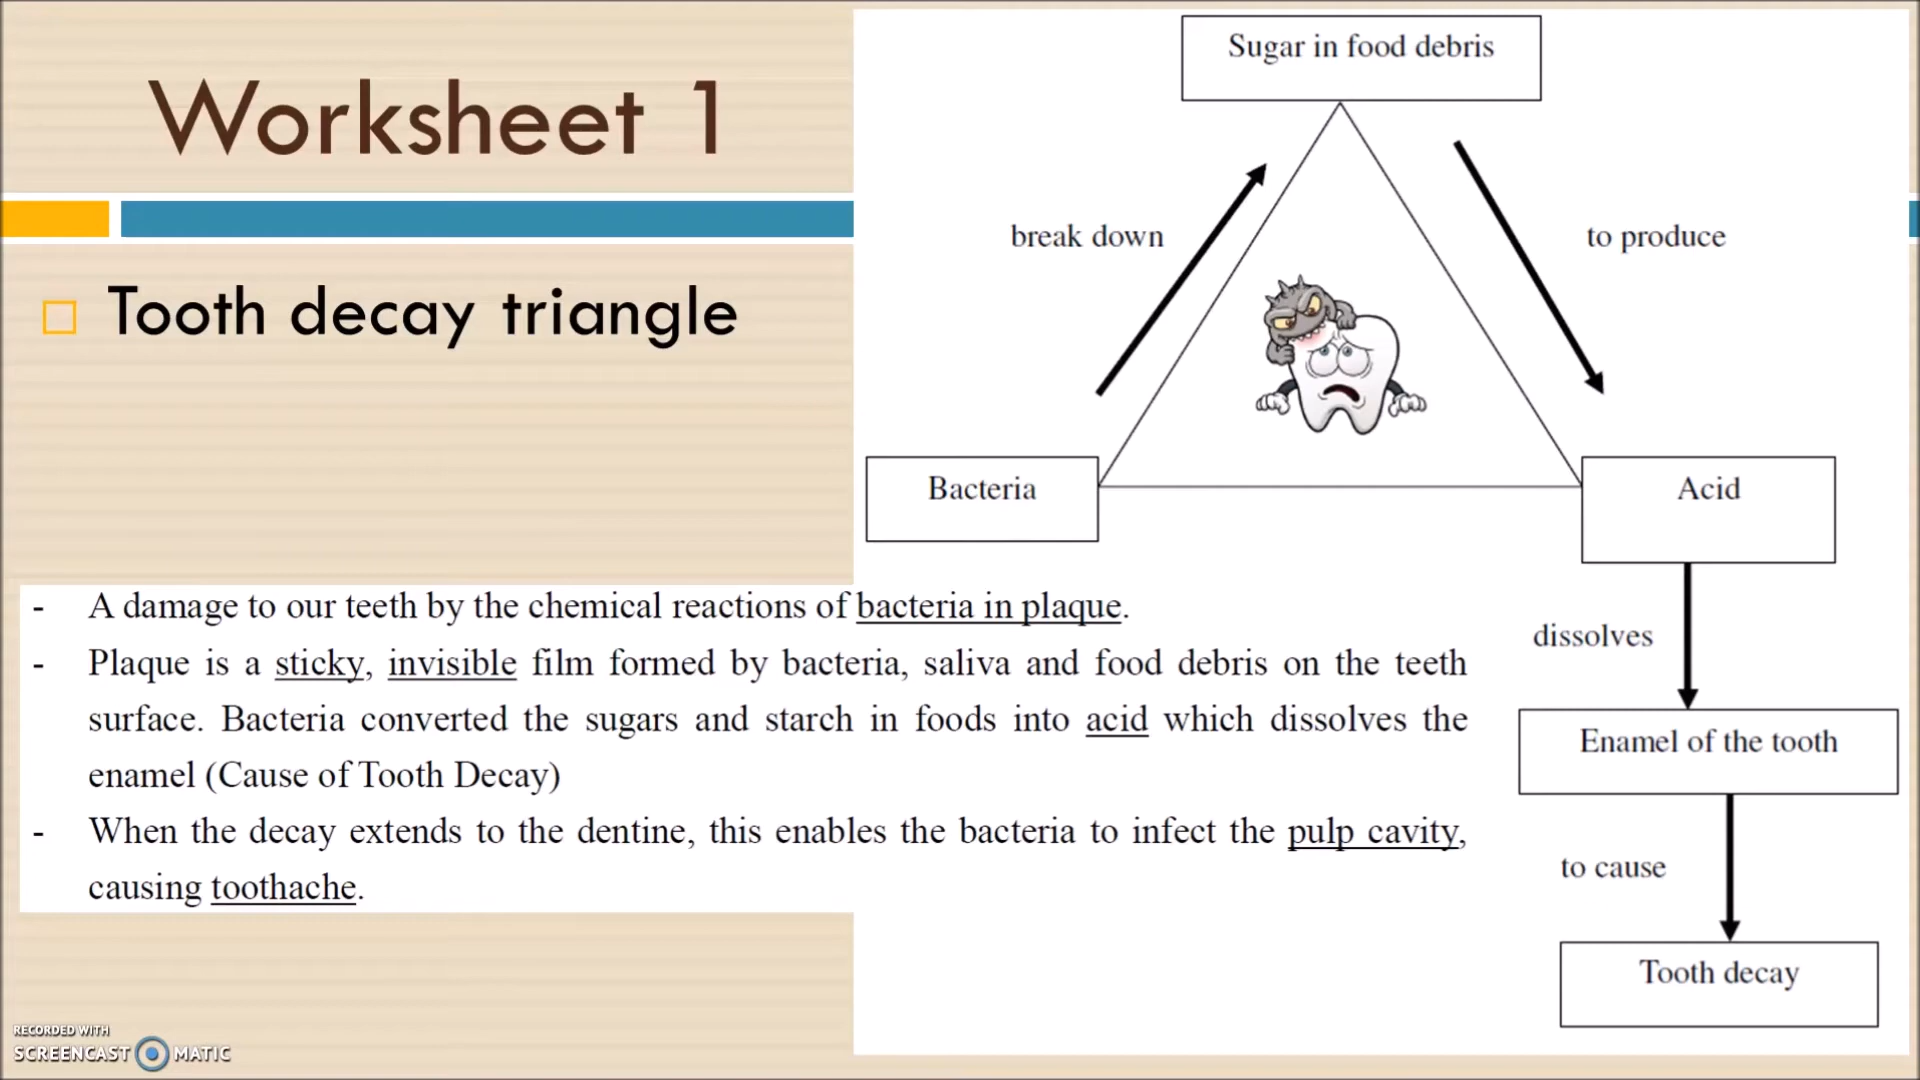 Worksheet 1
Tooth decay triangle
Sugar in food debris
break down
to produce
Bacteria
Acid
dissolves
Enamel of the tooth
to cause
Tooth decay
- A damage to our teeth by the chemical reactions of bacteria in plaque.
- Plaque is a sticky, invisible film formed by bacteria, saliva and food debris on the teeth
surface. Bacteria converted the sugars and starch in foods into acid which dissolves the
enamel (Cause of Tooth Decay)
- When the decay extends to the dentine, this enables the bacteria to infect the pulp cavity,
causing toothache.
RECORDED WITH
SCREENCAST MATIC